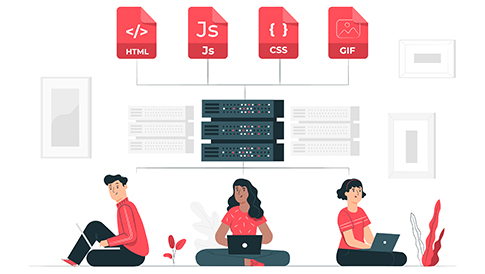 </>
HTML
Js
Js
{ }
CSS
GIF